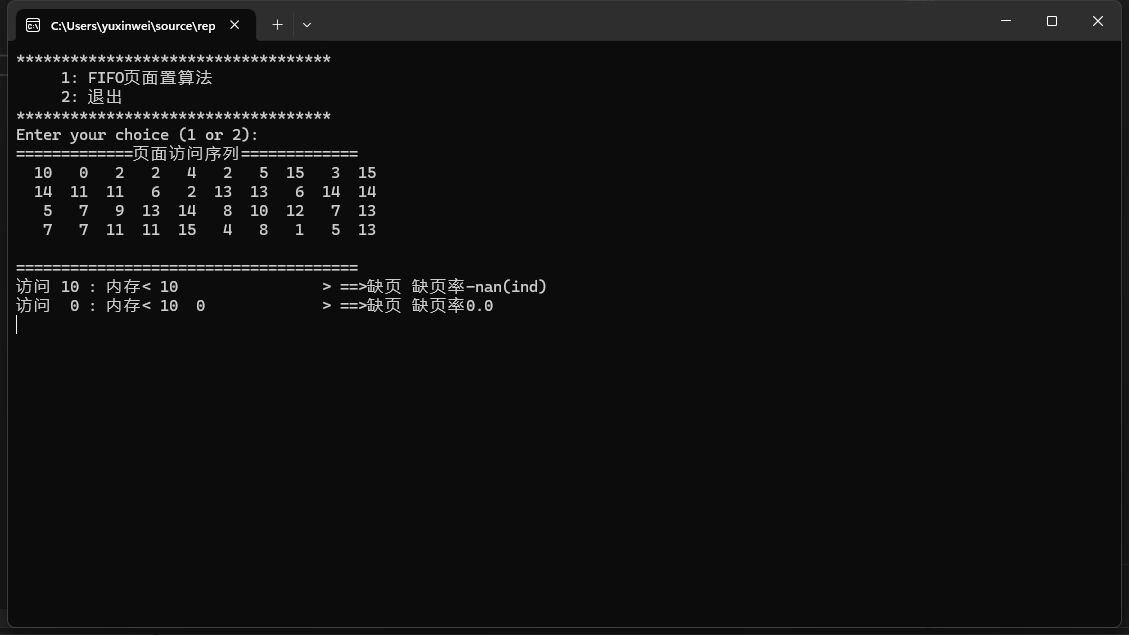 C:\Users\yuxinwei\source\rep
***********************************
1: FIFO页面置算法
2: 退出
***********************************
Enter your choice (1 or 2):
=============页面访问序列=============
10 0 2 2 4 2 5 15 3 15
14 11 11 6 2 13 13 6 14 14
5 7 9 13 14 8 10 12 7 13
7 7 11 11 15 4 8 1 5 13
======================================
访问 10 : 内存< 10 > ==>缺页 缺页率-nan(ind)
访问 0 : 内存< 10 0 > ==>缺页 缺页率0.0